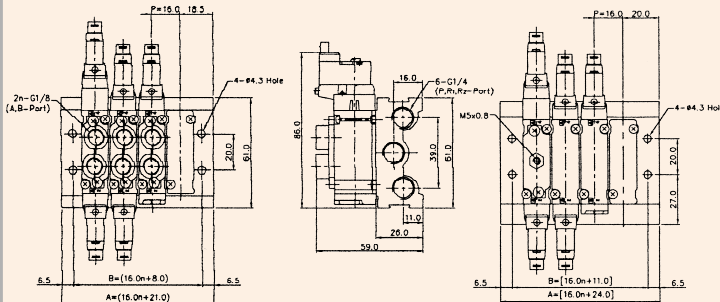 P=16.0 18.5
2n-G1/8
(A,B-Port)
4-ø4.3 Hole
20.0
61.0
6.5
B=(16.0n+8.0)
6.5
A=(16.0n+21.0)
16.0
6-G1/4
(P,R1,R2-Port)
86.0
39.0
61.0
11.0
26.0
59.0
P=16.0 20.0
M5x0.8
4-ø4.3 Hol
20.0
27.0
6.5
B=[16.0n+11.0]
6.5
A=[16.0n+24.0]